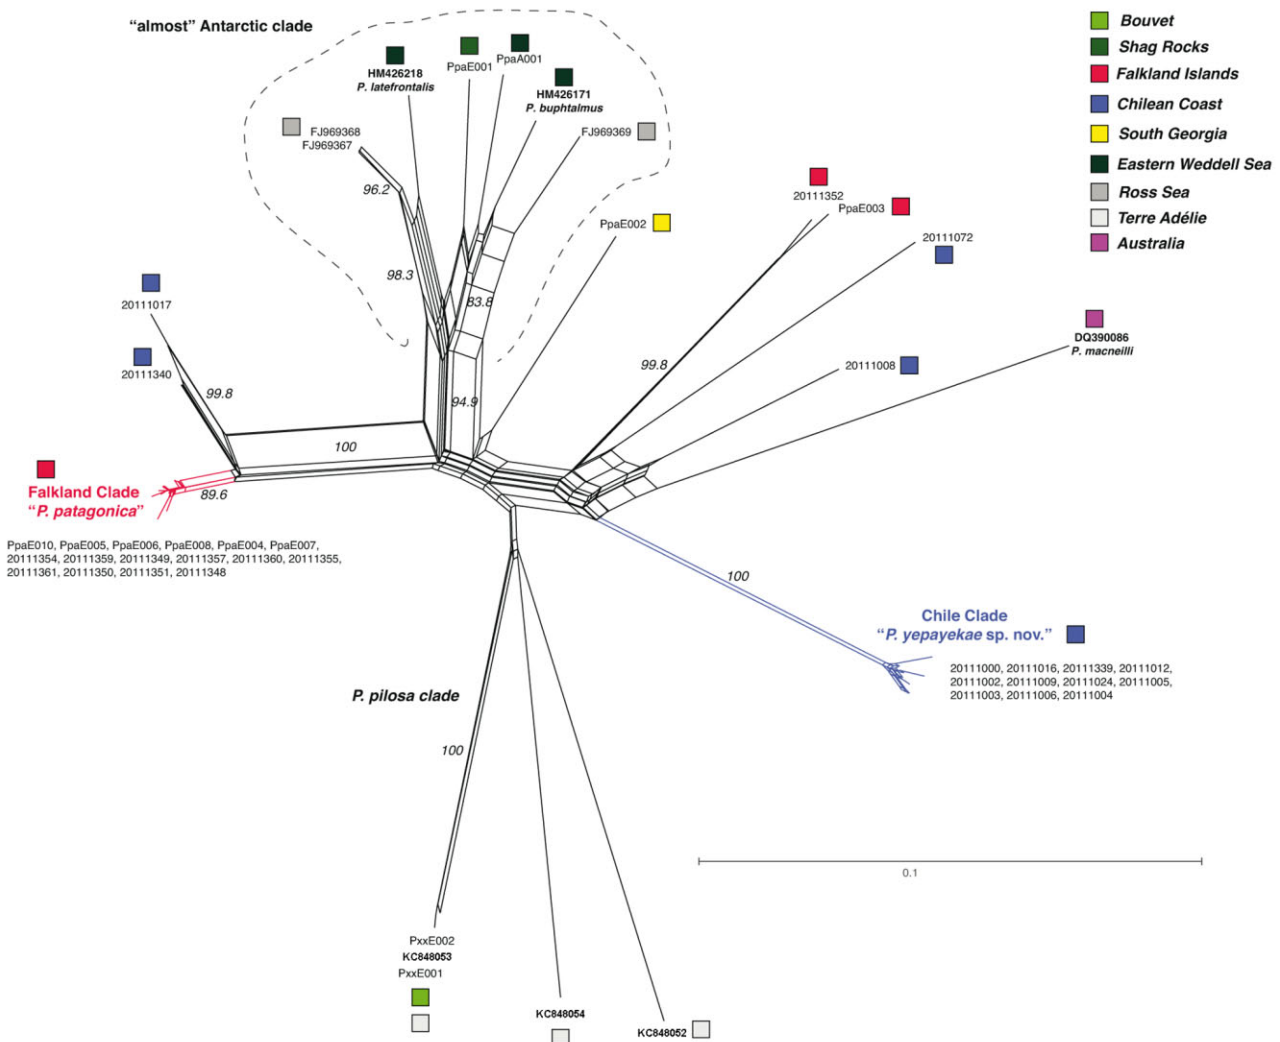 “almost” Antarctic clade
HM426218
P. latefrontalis
PpaE001
PpaA001
HM426171
P. buphtalmus
FJ969368
FJ969367
FJ969369
96.2
98.3
83.8
94.9
PpaE002
20111352
PpaE003
20111072
20111008
99.8
DQ390086
P. macneilli
Bouvet
Shag Rocks
Falkland Islands
Chilean Coast
South Georgia
Eastern Weddell Sea
Ross Sea
Terre Adélie
Australia
20111017
20111340
99.8
100
89.6
Falkland Clade
“P. patagonica”
PpaE010, PpaE005, PpaE006, PpaE008, PpaE004, PpaE007,
20111354, 20111359, 20111349, 20111357, 20111360, 20111355,
20111361, 20111350, 20111351, 20111348
100
Chile Clade
“P. yepayekae sp. nov.”
20111000, 20111016, 20111339, 20111012,
20111002, 20111009, 20111024, 20111005,
20111003, 20111006, 20111004
P. pilosa clade
100
0.1
PxxE002
KC848053
PxxE001
KC848054
KC848052